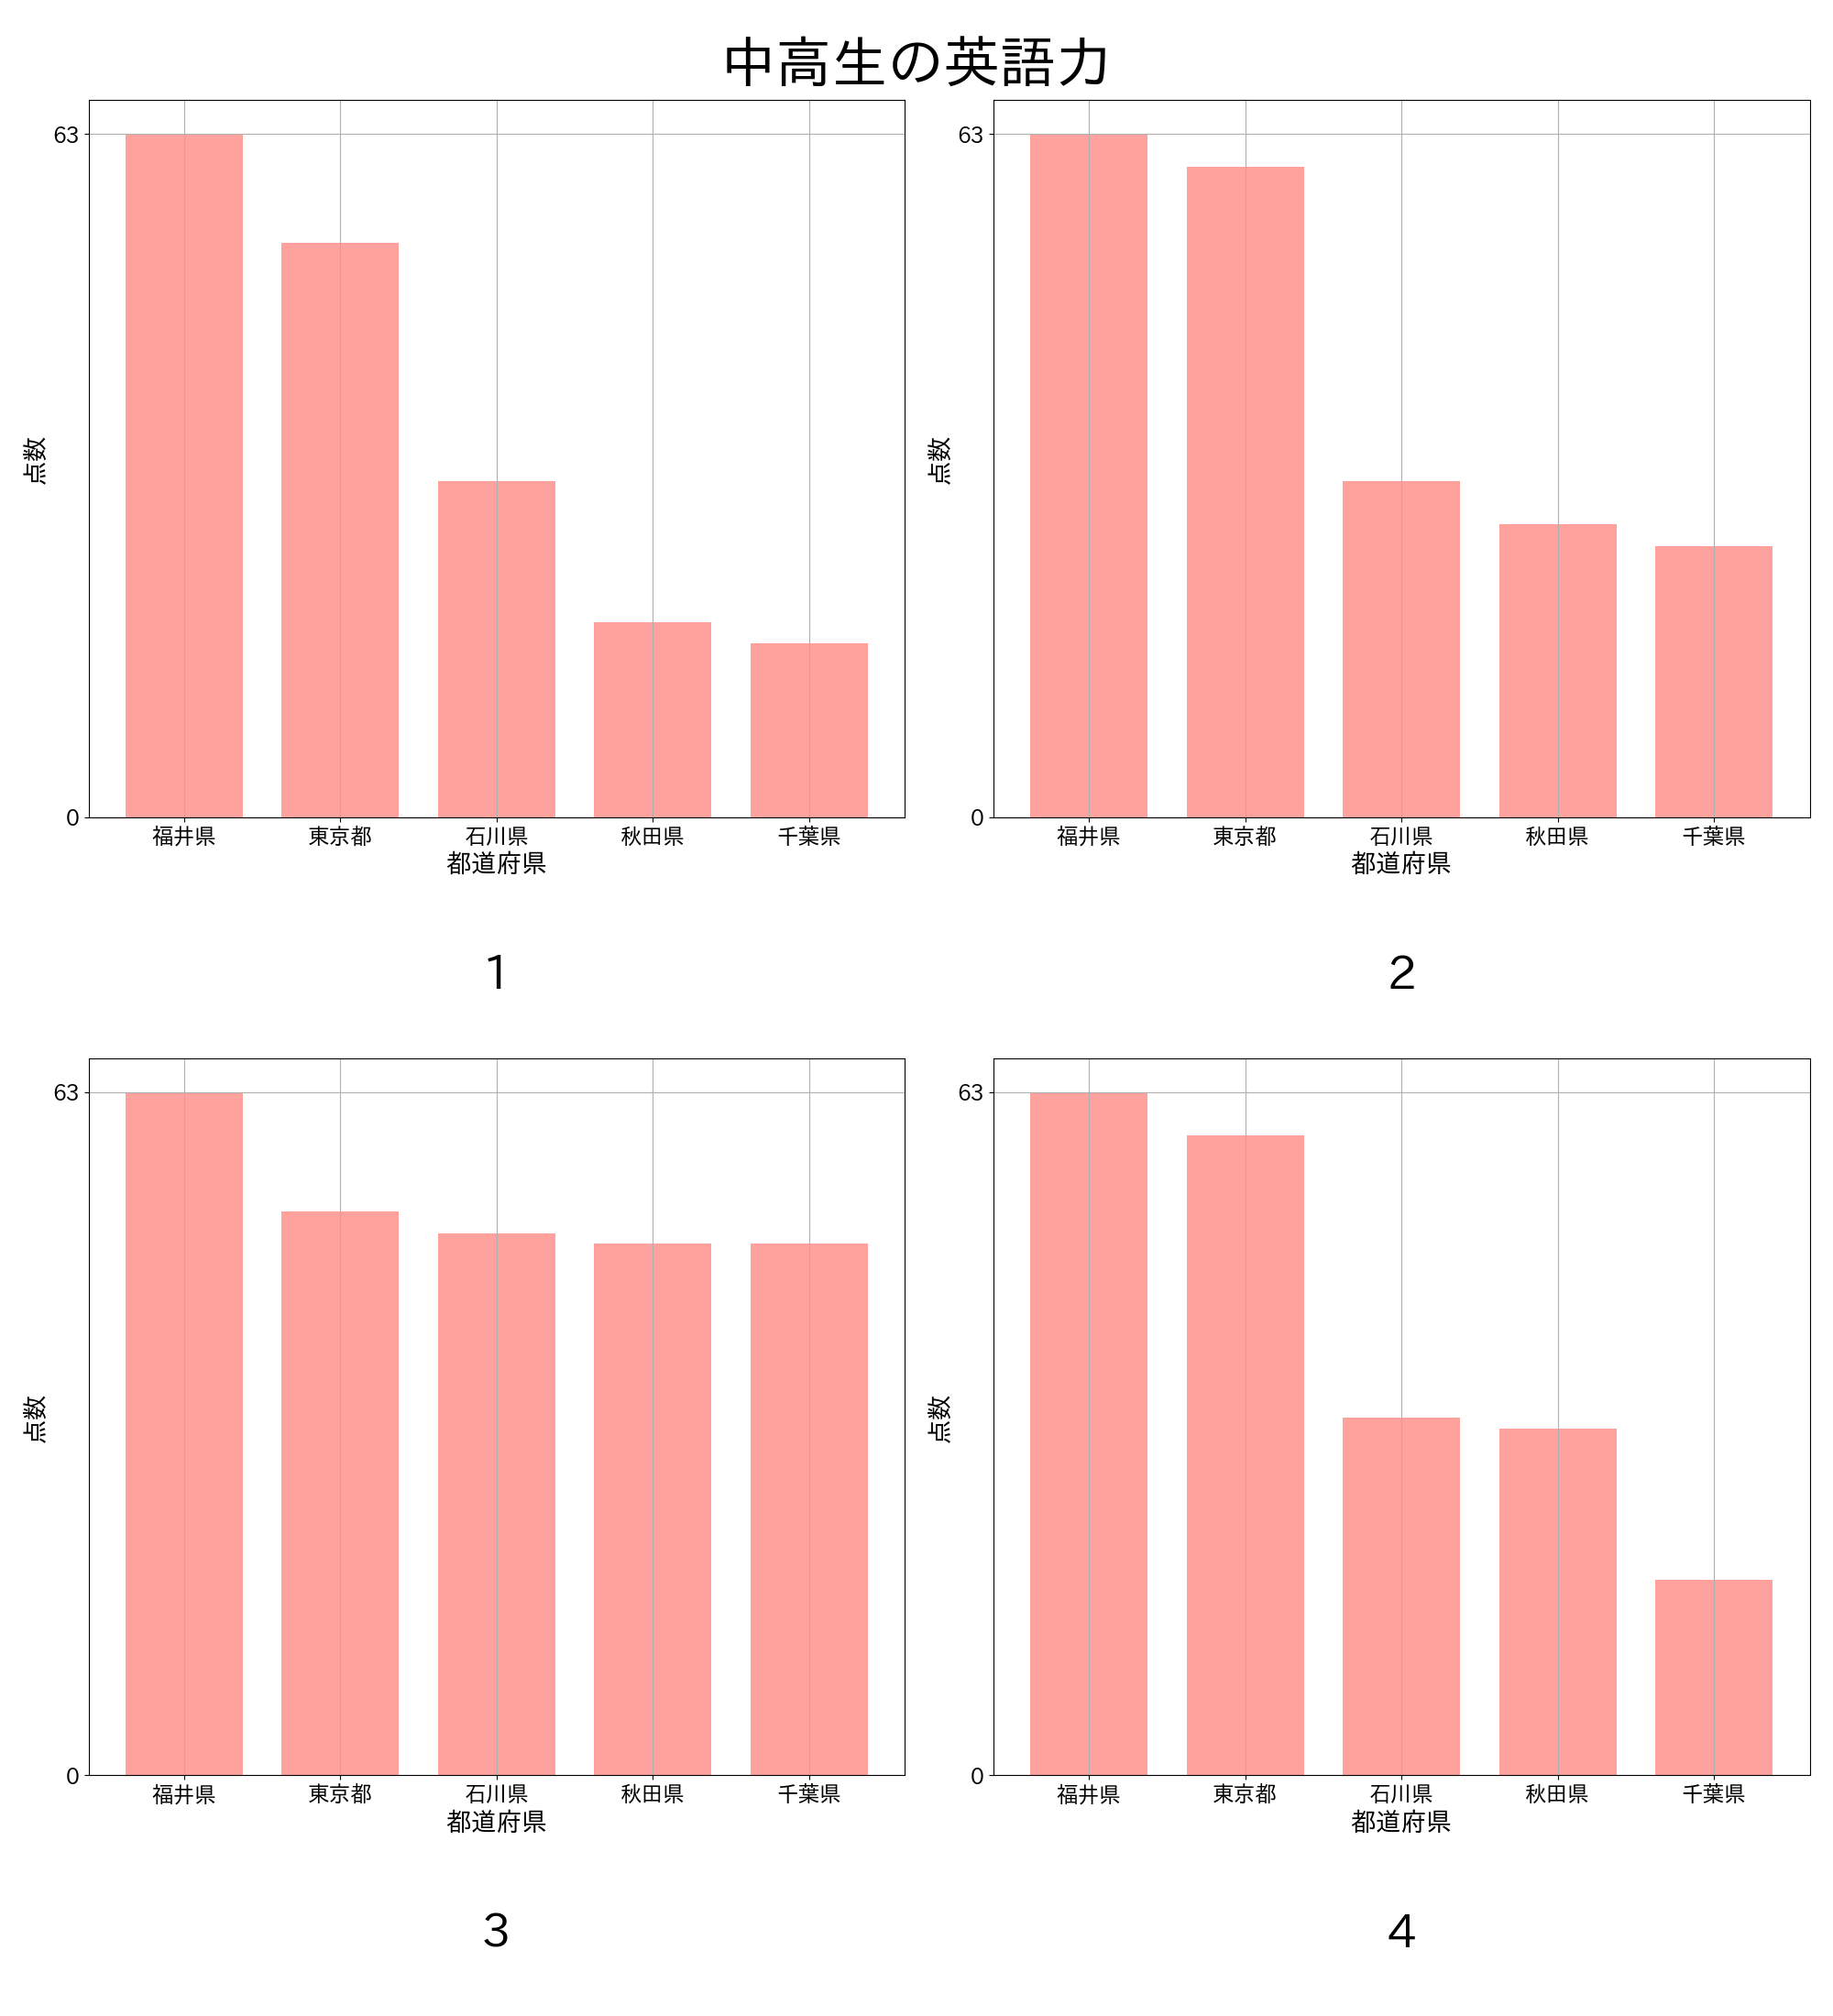 中高生の英語力
63
0
点数
福井県 東京都 石川県 秋田県 千葉県
都道府県
1
63
0
点数
福井県 東京都 石川県 秋田県 千葉県
都道府県
2
63
0
点数
福井県 東京都 石川県 秋田県 千葉県
都道府県
3
63
0
点数
福井県 東京都 石川県 秋田県 千葉県
都道府県
4